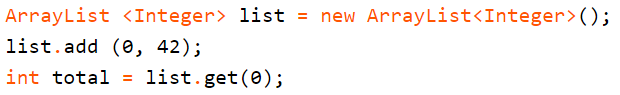 ArrayList <Integer> list = new ArrayList<Integer>();
list.add (0, 42);
int total = list.get(0);